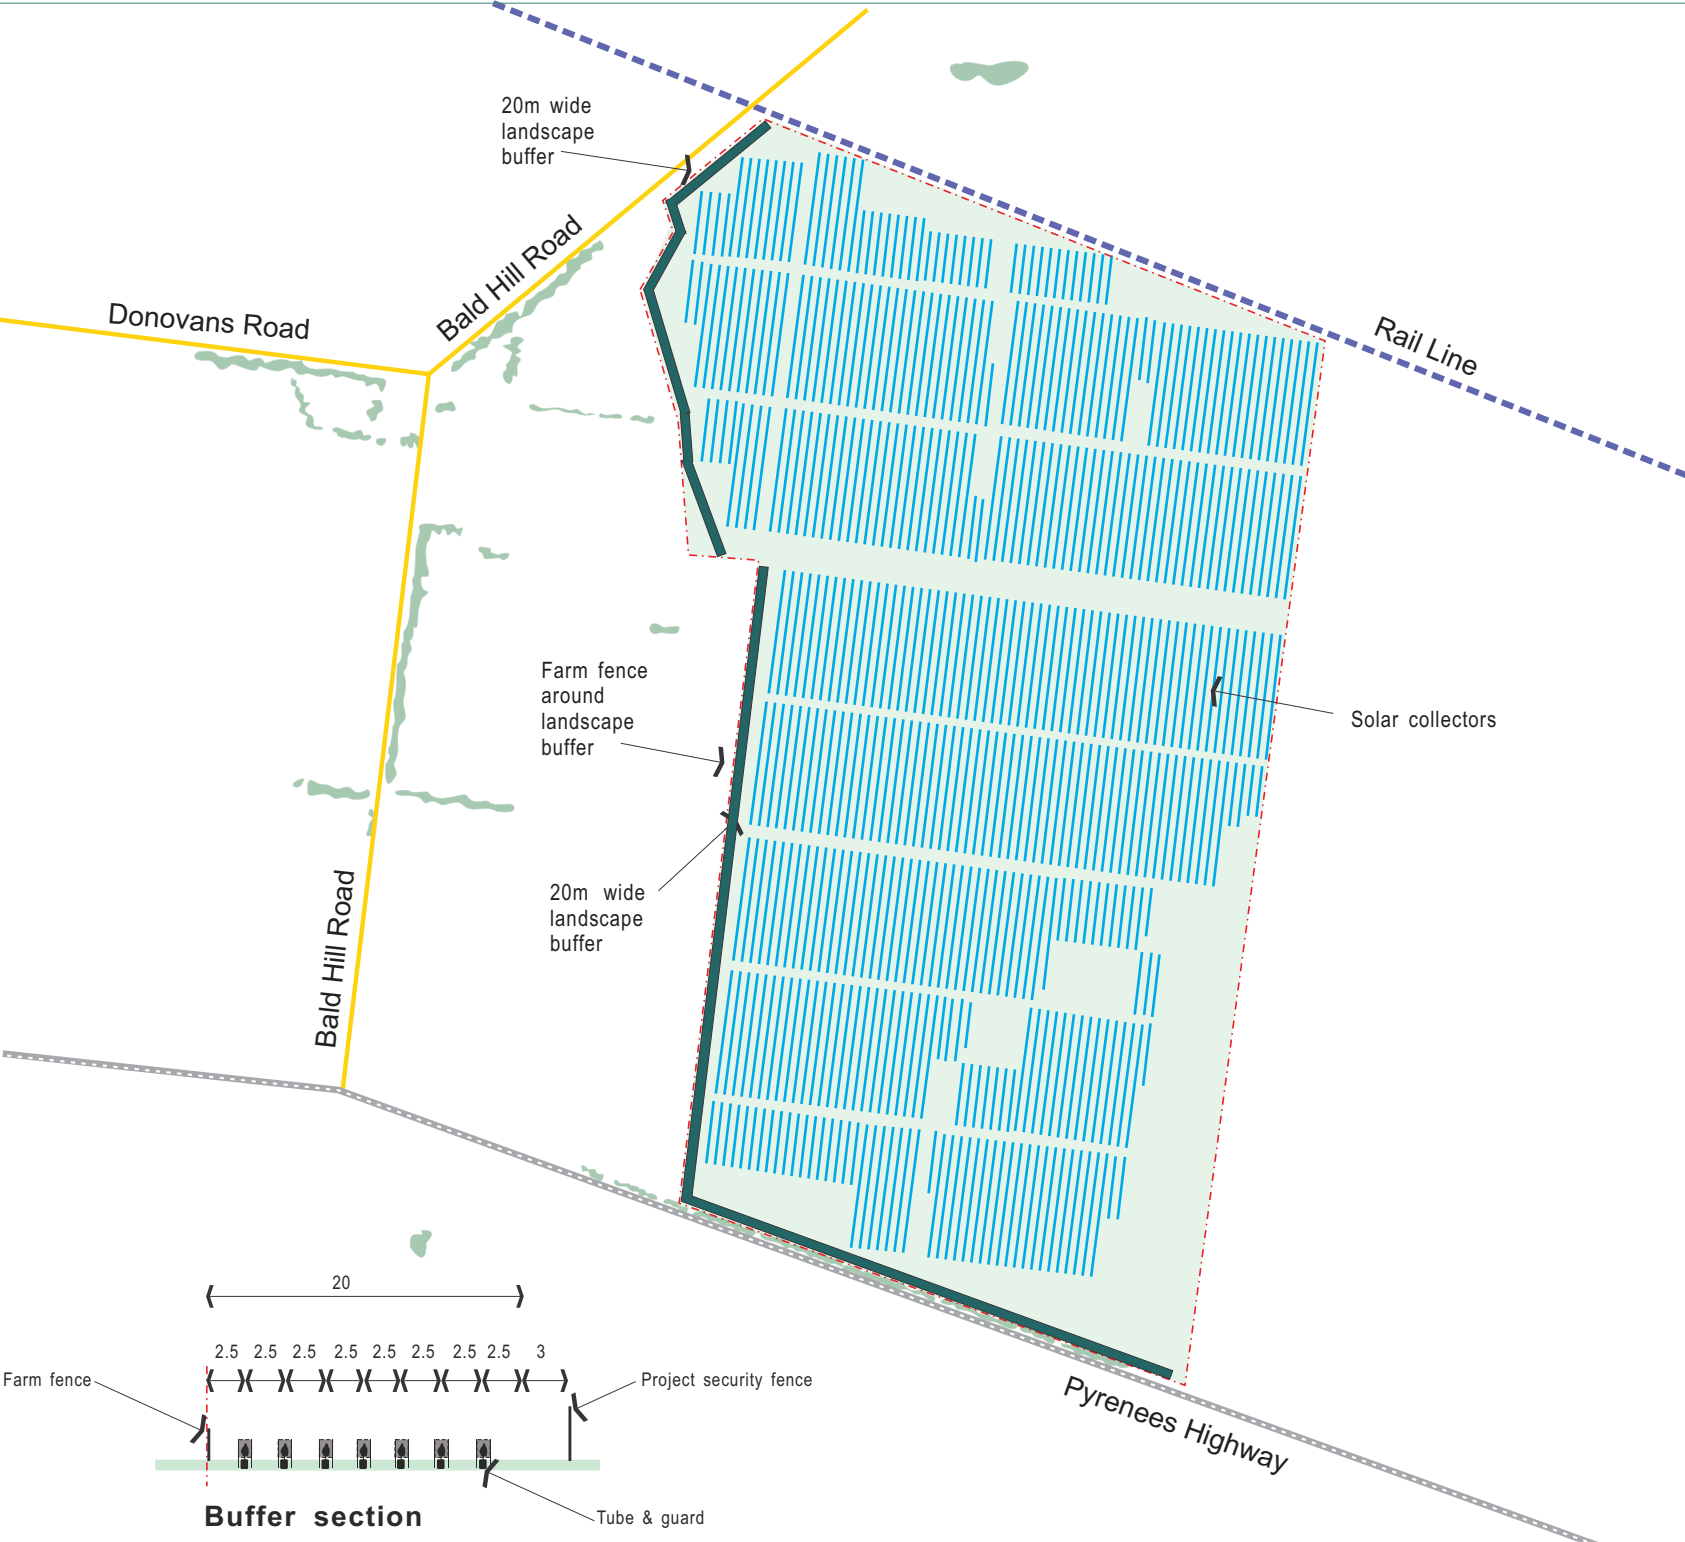 20m wide
landscape
buffer
Bald Hill Road
Donovans Road
Rail Line
Farm fence
around
landscape
buffer
Solar collectors
20m wide
landscape
buffer
Bald Hill Road
20
2.5 2.5 2.5 2.5 2.5 2.5 2.5 2.5 3
Farm fence
Project security fence
Pyrenees Highway
Buffer section
Tube & guard